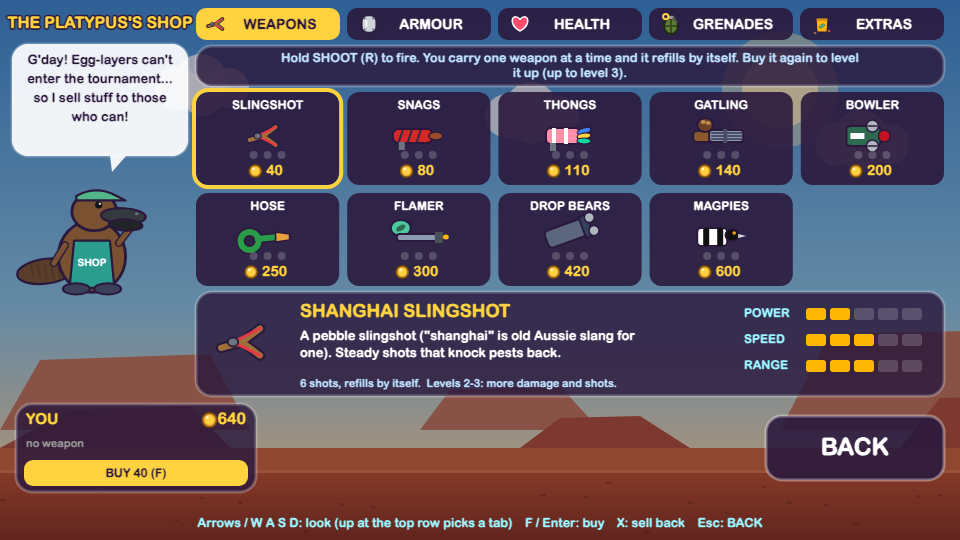 THE PLATYPUS'S SHOP
WEAPONS
ARMOUR
HEALTH
GRENADES
EXTRAS
G'day! Egg-layers can't
enter the tournament...
so I sell stuff to those
who can!
Hold SHOOT (R) to fire. You carry one weapon at a time and it refills by itself. Buy it again to level
it up (up to level 3).
SLINGSHOT
40
SNAGS
80
THONGS
110
GATLING
140
BOWLER
200
HOSE
250
FLAMER
300
DROP BEARS
420
MAGPIES
600
SHOP
SHANGHAI SLINGSHOT
A pebble slingshot ("shanghai" is old Aussie slang for
one). Steady shots that knock pests back.
6 shots, refills by itself. Levels 2-3: more damage and shots.
POWER
SPEED
RANGE
YOU
640
no weapon
BUY 40 (F)
BACK
Arrows / W A S D: look (up at the top row picks a tab) F / Enter: buy X: sell back Esc: BACK